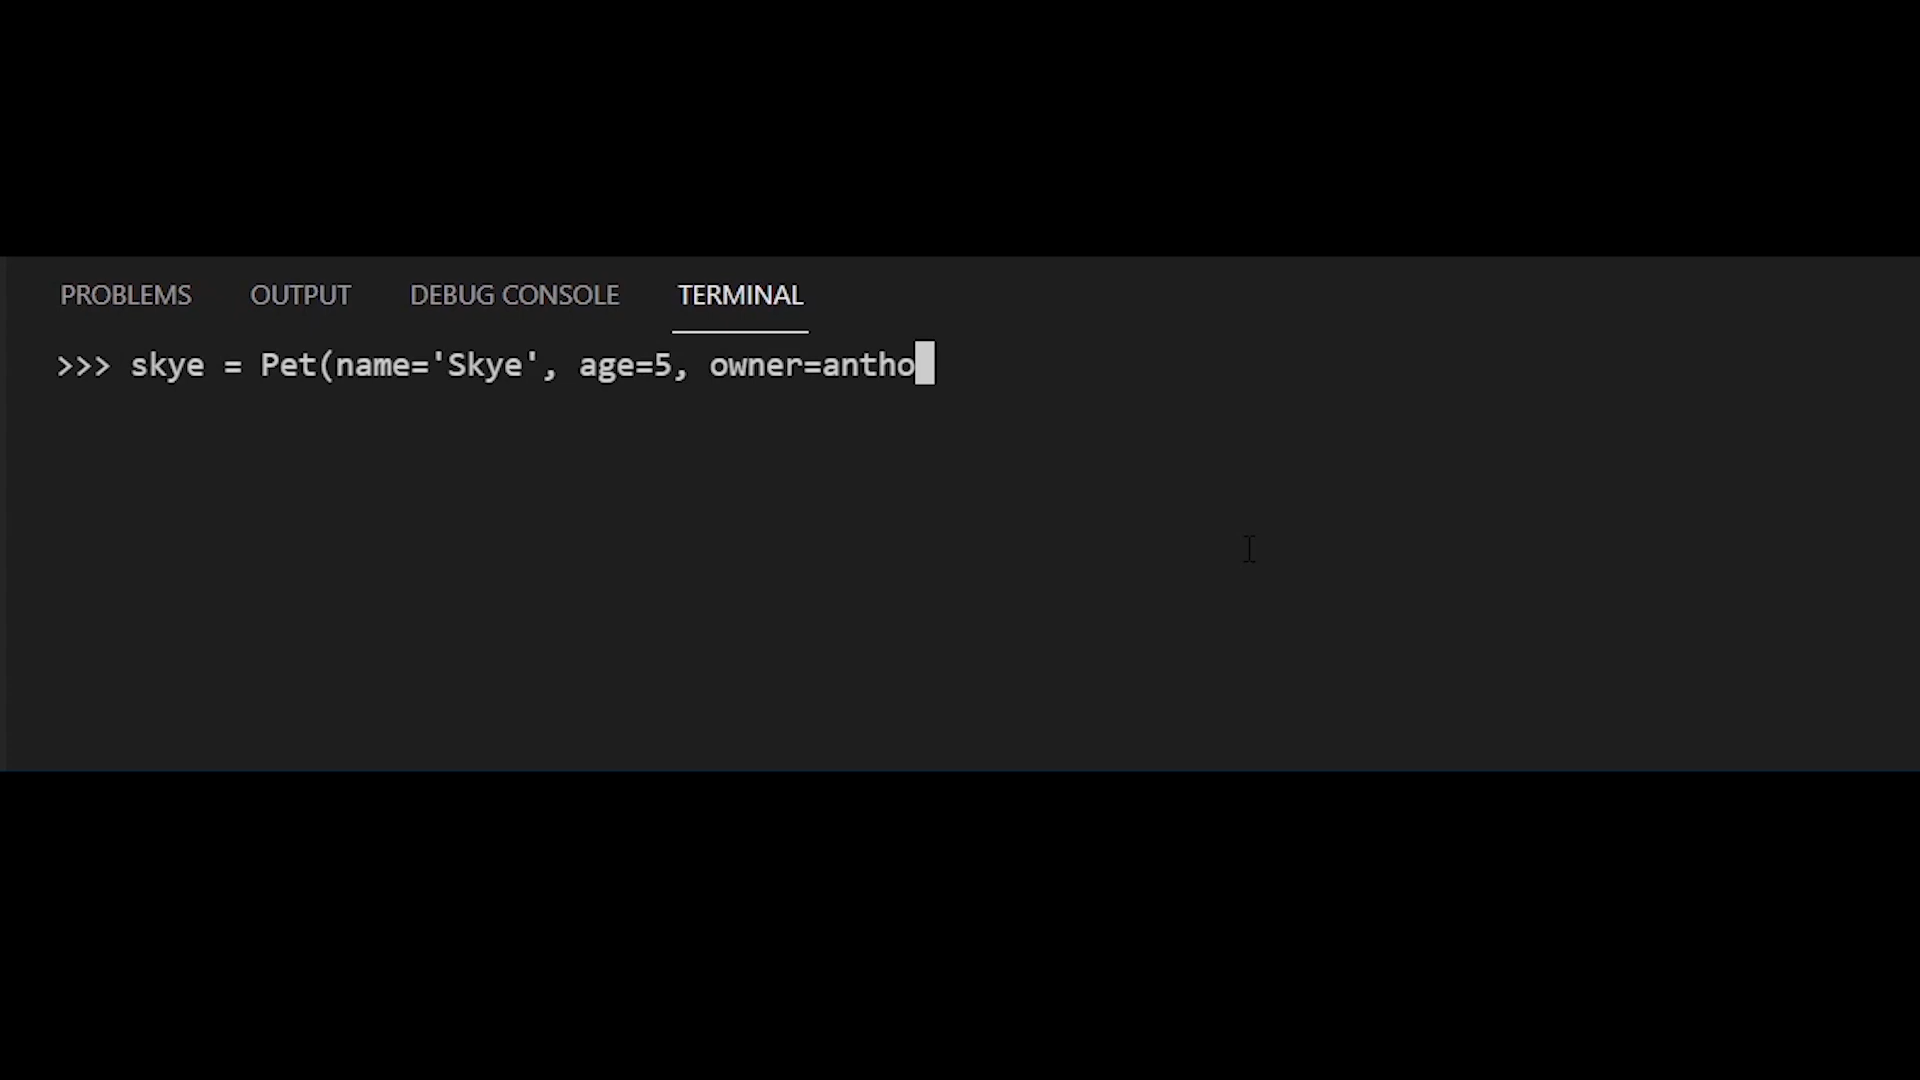 PROBLEMS OUTPUT DEBUG CONSOLE TERMINAL
>>> skye = Pet(name='Skye', age=5, owner=antho